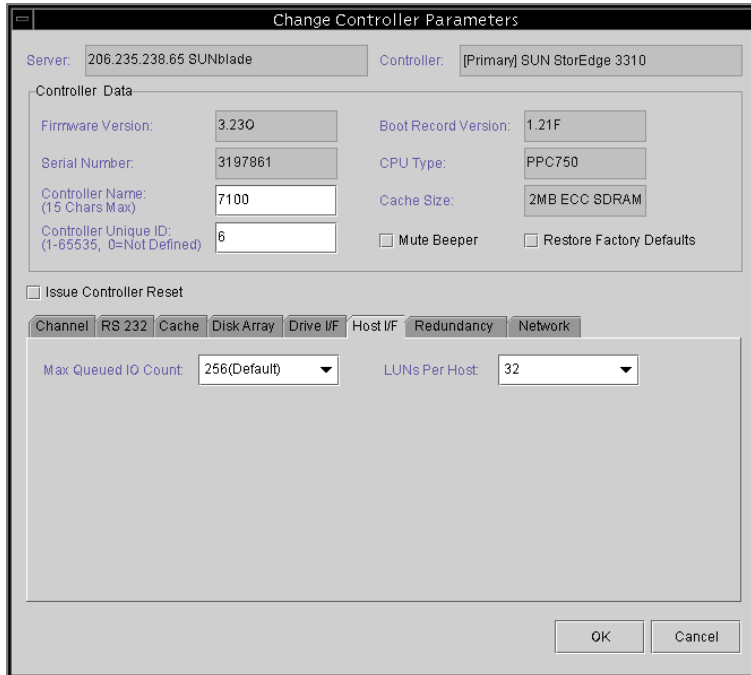 Change Controller Parameters
Server: 206.235.238.65 SUNblade Controller: [Primary] SUN StorEdge 3310
Controller Data
Firmware Version: 3.23Q Boot Record Version: 1.21F
Serial Number: 3197861 CPU Type: PPC750
Controller Name: (15 Chars Max) 7100 Cache Size: 2MB ECC SDRAM
Controller Unique ID: (1-65535, 0=Not Defined) 6 Mute Beeper Restore Factory Defaults
Issue Controller Reset
Channel RS 232 Cache Disk Array Drive I/F Host I/F Redundancy Network
Max Queued IO Count: 256(Default) LUNs Per Host: 32
OK Cancel